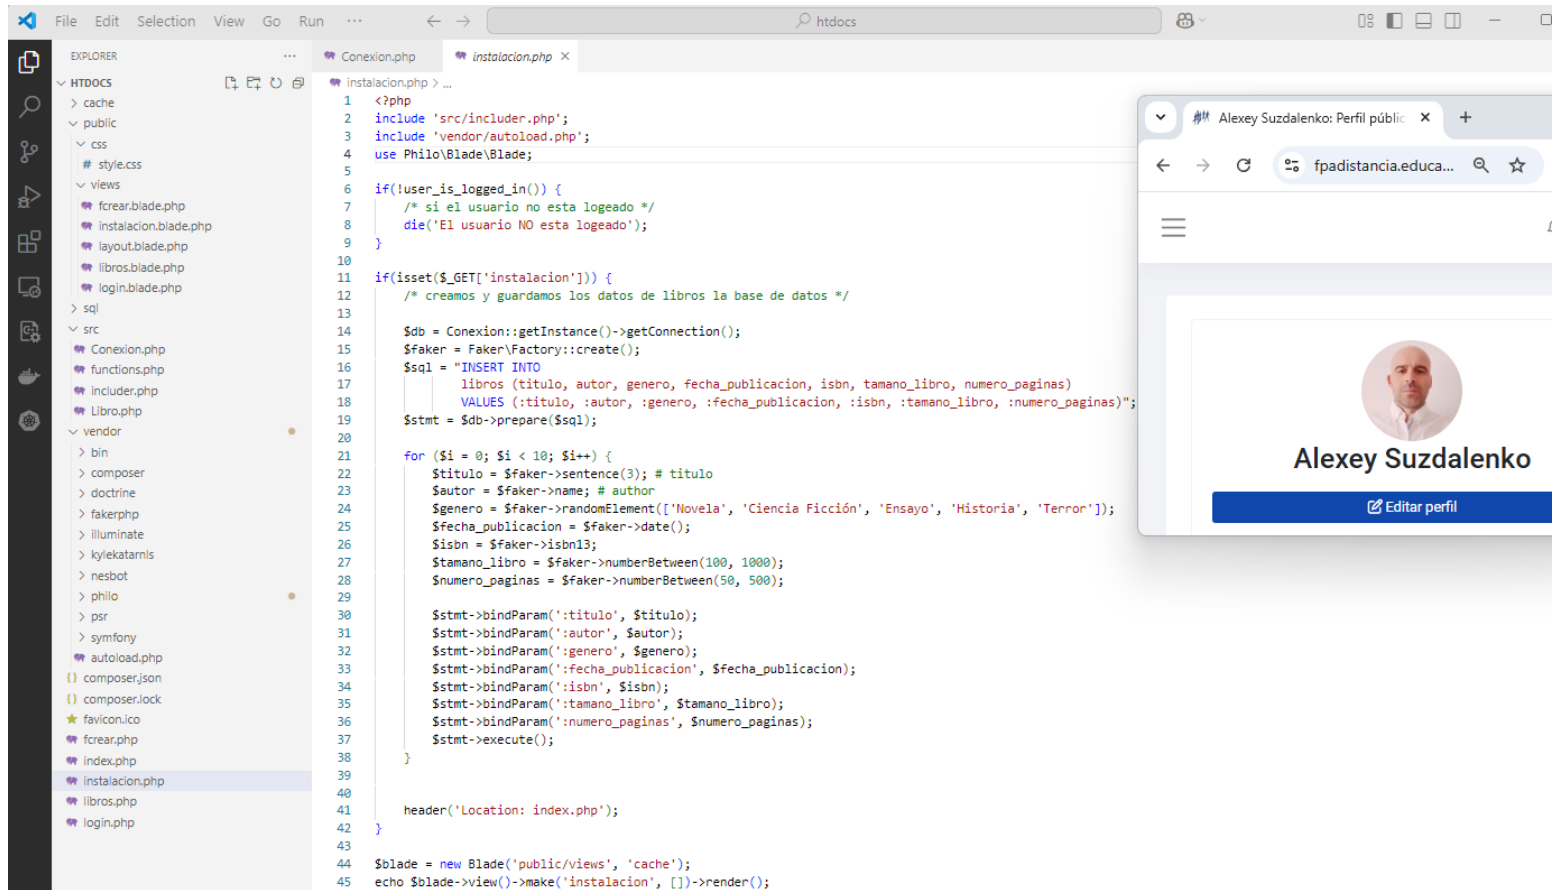 File Edit Selection View Go Run ··· htdocs
EXPLORER ···
HTDOCS
cache
public
css
# style.css
views
fcrear.blade.php
instalacion.blade.php
layout.blade.php
libros.blade.php
login.blade.php
sql
src
Conexion.php
functions.php
includer.php
Libro.php
vendor
bin
composer
doctrine
fakerphp
illuminate
kylekatarnls
nesbot
philo
psr
symfony
autoload.php
{} composer.json
{} composer.lock
favicon.ico
fcrear.php
index.php
instalacion.php
libros.php
login.php
Conexion.php instalacion.php
instalacion.php > ...
1 <?php
2 include 'src/includer.php';
3 include 'vendor/autoload.php';
4 use Philo\Blade\Blade;
5
6 if(!user_is_logged_in()) {
7 /* si el usuario no esta logeado */
8 die('El usuario NO esta logeado');
9 }
10
11 if(isset($_GET['instalacion'])) {
12 /* creamos y guardamos los datos de libros la base de datos */
13
14 $db = Conexion::getInstance()->getConnection();
15 $faker = Faker\Factory::create();
16 $sql = "INSERT INTO
17 libros (titulo, autor, genero, fecha_publicacion, isbn, tamano_libro, numero_paginas)
18 VALUES (:titulo, :autor, :genero, :fecha_publicacion, :isbn, :tamano_libro, :numero_paginas)";
19 $stmt = $db->prepare($sql);
20
21 for ($i = 0; $i < 10; $i++) {
22 $titulo = $faker->sentence(3); # titulo
23 $autor = $faker->name; # author
24 $genero = $faker->randomElement(['Novela', 'Ciencia Ficción', 'Ensayo', 'Historia', 'Terror']);
25 $fecha_publicacion = $faker->date();
26 $isbn = $faker->isbn13;
27 $tamano_libro = $faker->numberBetween(100, 1000);
28 $numero_paginas = $faker->numberBetween(50, 500);
29
30 $stmt->bindParam(':titulo', $titulo);
31 $stmt->bindParam(':autor', $autor);
32 $stmt->bindParam(':genero', $genero);
33 $stmt->bindParam(':fecha_publicacion', $fecha_publicacion);
34 $stmt->bindParam(':isbn', $isbn);
35 $stmt->bindParam(':tamano_libro', $tamano_libro);
36 $stmt->bindParam(':numero_paginas', $numero_paginas);
37 $stmt->execute();
38 }
39
40
41 header('Location: index.php');
42 }
43
44 $blade = new Blade('public/views', 'cache');
45 echo $blade->view()->make('instalacion', [])->render();
Alexey Suzdalenko: Perfil públic
fpadistancia.educa...
Alexey Suzdalenko
Editar perfil